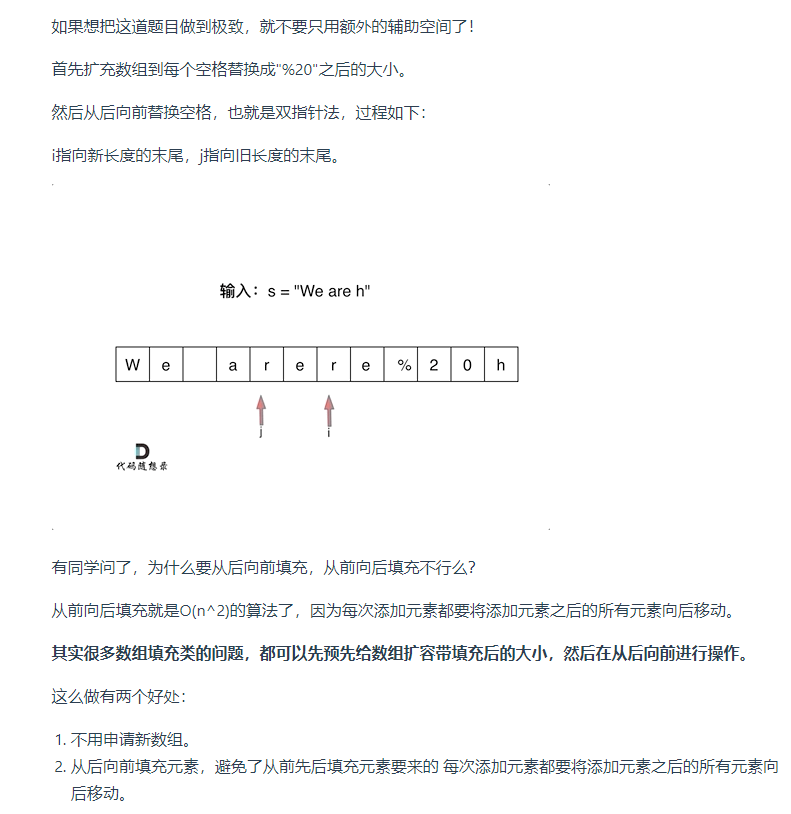 如果想把这道题目做到极致，就不要只用额外的辅助空间了！
首先扩充数组到每个空格替换成"%20"之后的大小。
然后从后向前替换空格，也就是双指针法，过程如下：
i指向新长度的末尾，j指向旧长度的末尾。
输入：s = "We are h"
W e a r e r e % 2 0 h
j i
代码随想录
有同学问了，为什么要从后向前填充，从前向后填充不行么？
从前向后填充就是O(n^2)的算法了，因为每次添加元素都要将添加元素之后的所有元素向后移动。
其实很多数组填充类的问题，都可以先预先给数组扩容带填充后的大小，然后在从后向前进行操作。
这么做有两个好处：
1. 不用申请新数组。
2. 从后向前填充元素，避免了从前先后填充元素要来的 每次添加元素都要将添加元素之后的所有元素向
后移动。